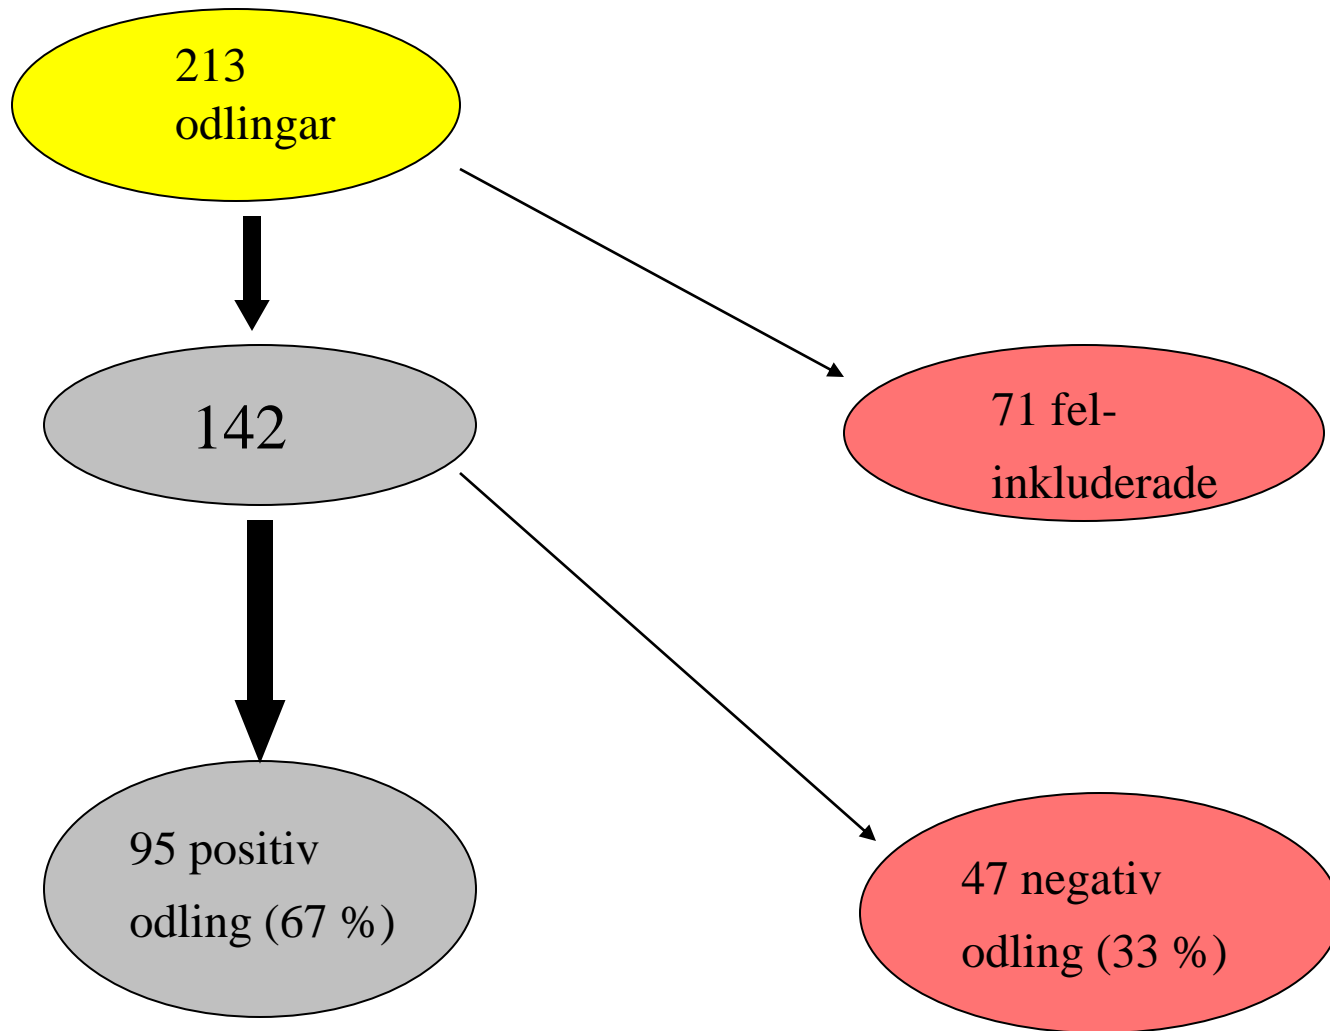 213
odlingar
142
71 fel-
inkluderade
95 positiv
odling (67 %)
47 negativ
odling (33 %)